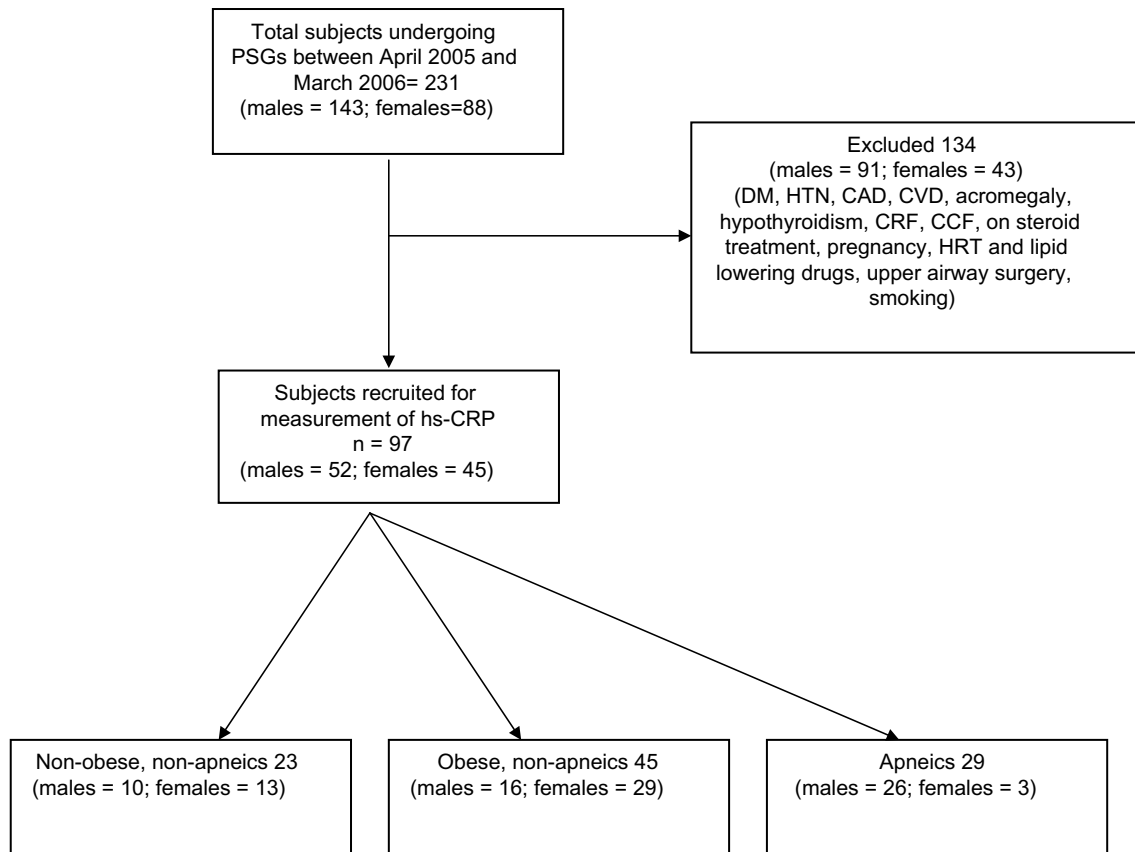 Total subjects undergoing
PSGs between April 2005 and
March 2006= 231
(males = 143; females=88)
Excluded 134
(males = 91; females = 43)
(DM, HTN, CAD, CVD, acromegaly,
hypothyroidism, CRF, CCF, on steroid
treatment, pregnancy, HRT and lipid
lowering drugs, upper airway surgery,
smoking)
Subjects recruited for
measurement of hs-CRP
n = 97
(males = 52; females = 45)
Non-obese, non-apneics 23
(males = 10; females = 13)
Obese, non-apneics 45
(males = 16; females = 29)
Apneics 29
(males = 26; females = 3)